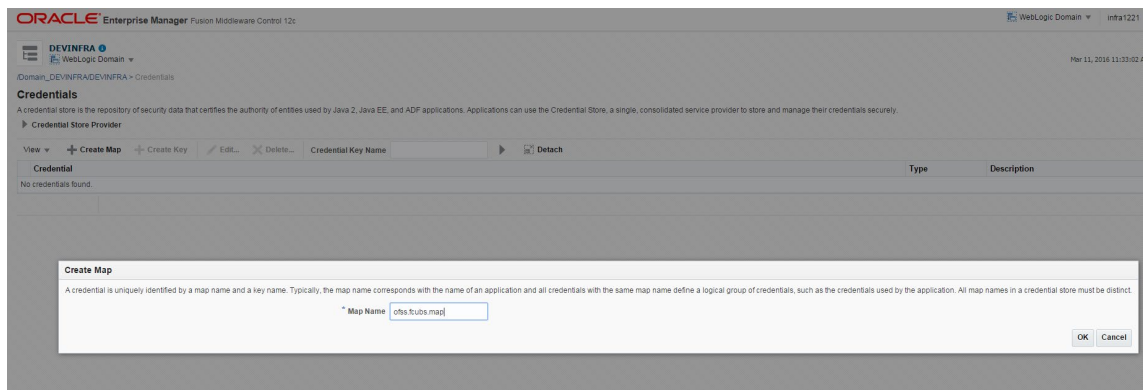 ORACLE Enterprise Manager Fusion Middleware Control 12c
WebLogic Domain infra1221
DEVINFRA
WebLogic Domain
Mar 11, 2016 11:33:02 A
/Domain_DEVINFRA/DEVINFRA > Credentials
Credentials
A credential store is the repository of security data that certifies the authority of entities used by Java 2, Java EE, and ADF applications. Applications can use the Credential Store, a single, consolidated service provider to store and manage their credentials securely.
Credential Store Provider
View Create Map Create Key Edit... Delete... Credential Key Name Detach
Credential Type Description
No credentials found.
Create Map
A credential is uniquely identified by a map name and a key name. Typically, the map name corresponds with the name of an application and all credentials with the same map name define a logical group of credentials, such as the credentials used by the application. All map names in a credential store must be distinct.
* Map Name ofss.fcubs.map
OK Cancel